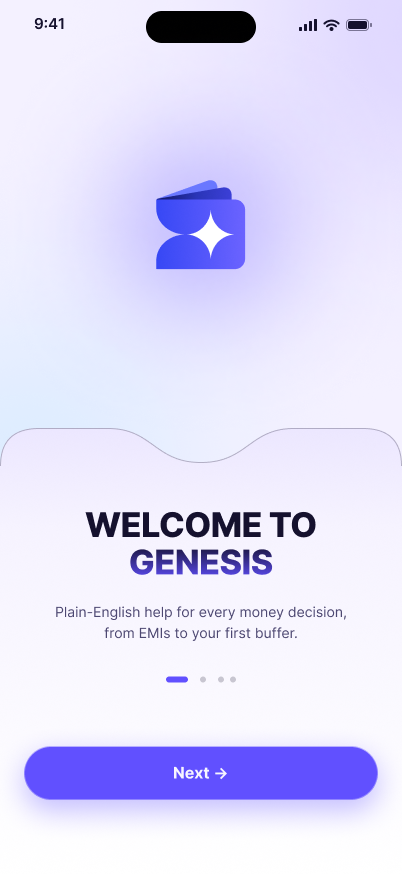 9:41
WELCOME TO
GENESIS
Plain-English help for every money decision,
from EMIs to your first buffer.
Next →